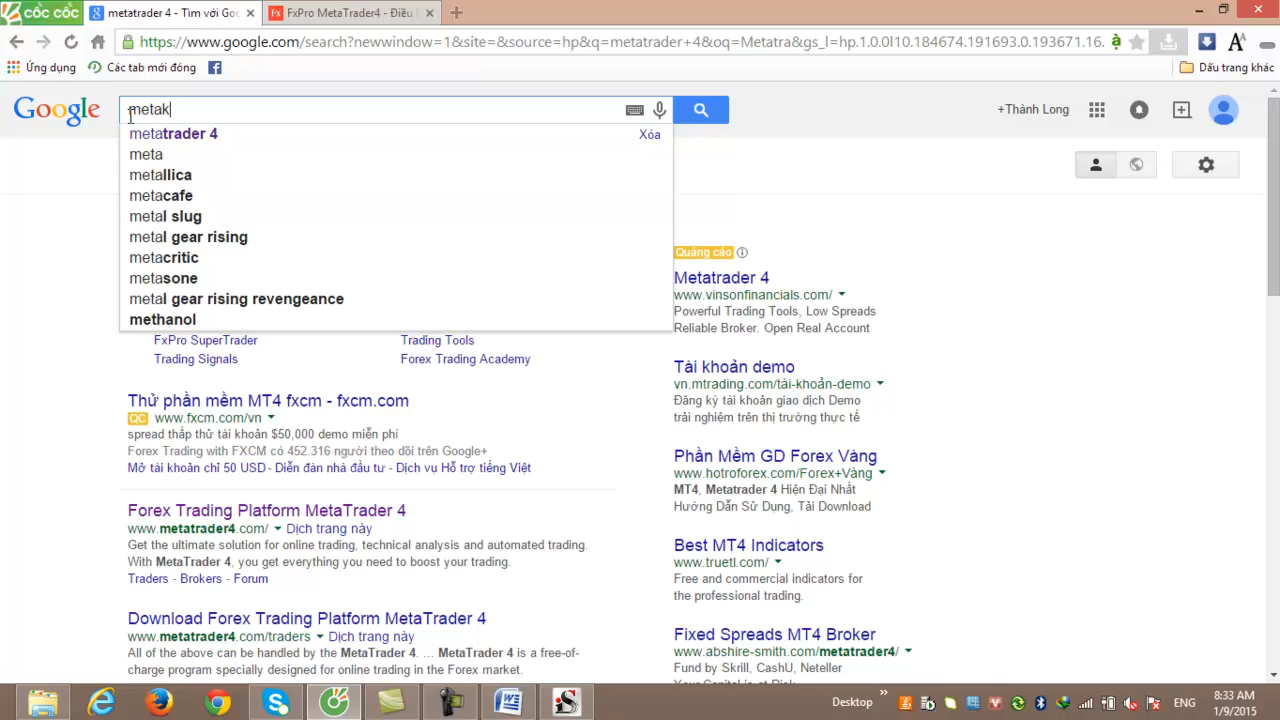 cốc cốc
metatrader 4 - Tìm với Goo
FxPro MetaTrader4 - Điều
https://www.google.com/search?newwindow=1&site=&source=hp&q=metatrader+4&oq=Metatra&gs_l=hp.1.0.0l10.184674.191693.0.193671.16.
Ứng dụng
Các tab mới đóng
Dấu trang khác
Google
metak
+Thành Long
metatrader 4
Xóa
meta
metallica
metacafe
metal slug
metal gear rising
metacritic
metasone
metal gear rising revengeance
methanol
FxPro SuperTrader
Trading Tools
Trading Signals
Forex Trading Academy
Thử phần mềm MT4 fxcm - fxcm.com
QC www.fxcm.com/vn
spread thấp thử tài khoản $50,000 demo miễn phí
Forex Trading with FXCM có 452.316 người theo dõi trên Google+
Mở tài khoản chỉ 50 USD - Diễn đàn nhà đầu tư - Dịch vụ Hỗ trợ tiếng Việt
Forex Trading Platform MetaTrader 4
www.metatrader4.com/ Dịch trang này
Get the ultimate solution for online trading, technical analysis and automated trading.
With MetaTrader 4, you get everything you need to boost your trading.
Traders - Brokers - Forum
Download Forex Trading Platform MetaTrader 4
www.metatrader4.com/traders Dịch trang này
All of the above can be handled by the MetaTrader 4. ... MetaTrader 4 is a free-of-
charge program specially designed for online trading in the Forex market.
Quảng cáo
Metatrader 4
www.vinsonfinancials.com/
Powerful Trading Tools, Low Spreads
Reliable Broker. Open Real Account
Tài khoản demo
vn.mtrading.com/tài-khoản-demo
Đăng ký tài khoản giao dich Demo
trải nghiệm trên thị trường thực tế
Phần Mềm GD Forex Vàng
www.hotroforex.com/Forex+Vàng
MT4, Metatrader 4 Hiện Đại Nhất
Hướng Dẫn Sử Dụng, Tải Download
Best MT4 Indicators
www.truetl.com/
Free and commercial indicators for
the professional trading.
Fixed Spreads MT4 Broker
www.abshire-smith.com/metatrader4/
Fund by Skrill, CashU, Neteller
Desktop
ENG
8:33 AM
1/9/2015